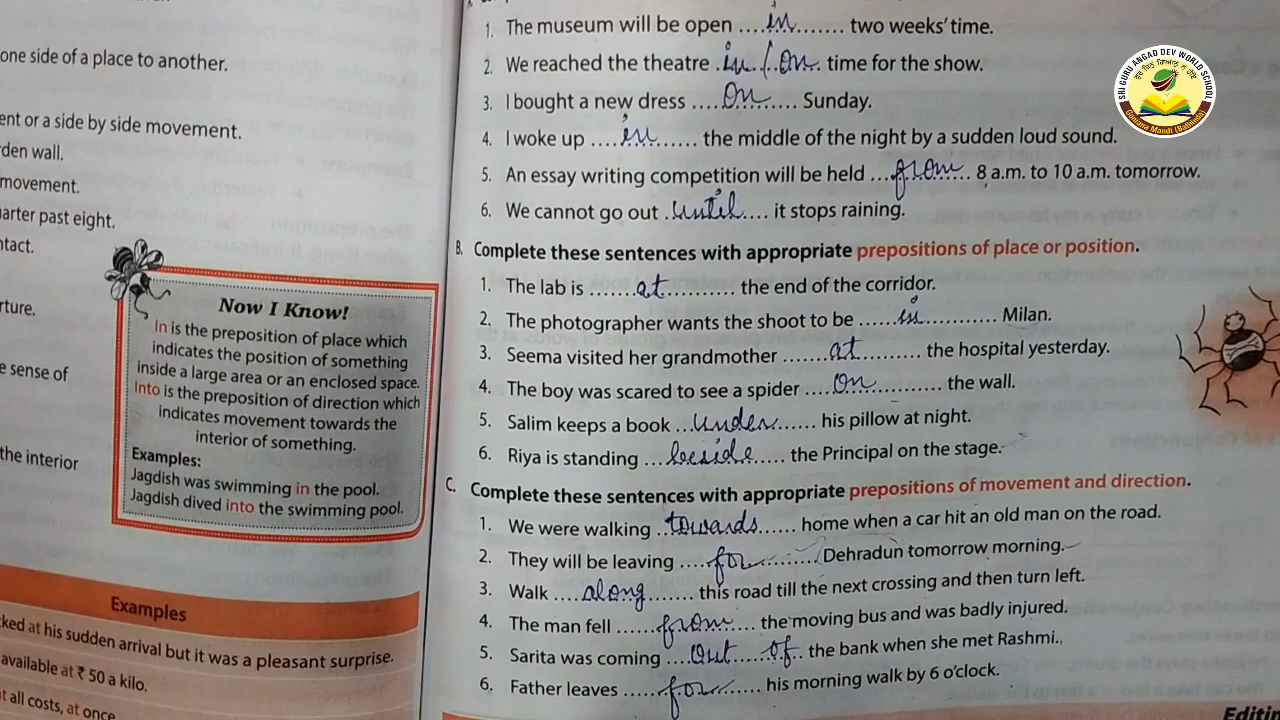 one side of a place to another.
ent or a side by side movement.
rden wall.
movement.
uarter past eight.
ntact.
rture.
e sense of
the interior
Now I Know!
In is the preposition of place which
indicates the position of something
inside a large area or an enclosed space.
Into is the preposition of direction which
indicates movement towards the
interior of something.
Examples:
Jagdish was swimming in the pool.
Jagdish dived into the swimming pool.
Examples
cked at his sudden arrival but it was a pleasant surprise.
available at ₹ 50 a kilo.
at all costs, at once
1. The museum will be open ....in........ two weeks' time.
2. We reached the theatre .in./.on.. time for the show.
3. I bought a new dress ....on........ Sunday.
4. I woke up ....in....... the middle of the night by a sudden loud sound.
5. An essay writing competition will be held ...from... 8 a.m. to 10 a.m. tomorrow.
6. We cannot go out .until.... it stops raining.
B. Complete these sentences with appropriate prepositions of place or position.
1. The lab is ......at.......... the end of the corridor.
2. The photographer wants the shoot to be ......in............ Milan.
3. Seema visited her grandmother .......at.......... the hospital yesterday.
4. The boy was scared to see a spider ....on........... the wall.
5. Salim keeps a book ...under...... his pillow at night.
6. Riya is standing ...beside..... the Principal on the stage.
C. Complete these sentences with appropriate prepositions of movement and direction.
1. We were walking ..towards...... home when a car hit an old man on the road.
2. They will be leaving ....for......... Dehradun tomorrow morning.
3. Walk ....along....... this road till the next crossing and then turn left.
4. The man fell ......from..... the moving bus and was badly injured.
5. Sarita was coming ....out....of. the bank when she met Rashmi.
6. Father leaves ......for....... his morning walk by 6 o'clock.
Editin
SRI GURU ANGAD DEV WORLD SCHOOL